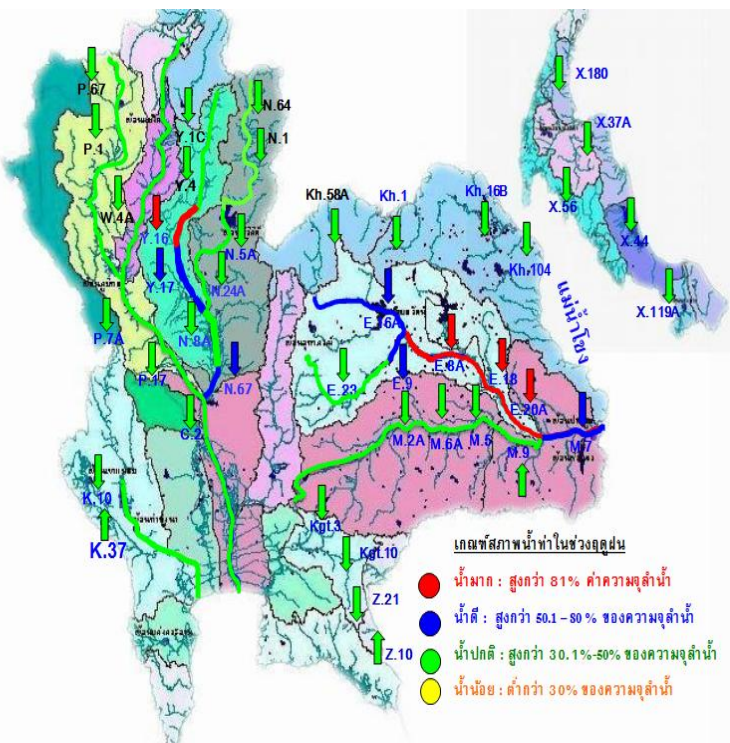 X.180
P.67
N.64
X.37A
P.1
Y.1C
N.1
Y.4
Kh.58A
Kh.1
Kh.16B
W.4A
X.56
Y.16
X.44
N.5A
Kh.104
Y.17
N.24A
แม่น้ำโขง
X.119A
E.16A
P.7A
N.8A
E.8A
E.18
P.17
N.67
E.23
E.9
E.20A
C.2
M.2A
M.6A
M.5
M.9
M.7
K.10
Kgt.3
K.37
Kgt.10
เกณฑ์สภาพน้ำท่าในช่วงฤดูฝน
น้ำมาก : สูงกว่า 81% ค่าความจุลำน้ำ
Z.21
น้ำดี : สูงกว่า 50.1 - 80 % ของความจุลำน้ำ
Z.10
น้ำปกติ : สูงกว่า 30.1%-50% ของความจุลำน้ำ
น้ำน้อย : ต่ำกว่า 30% ของความจุลำน้ำ